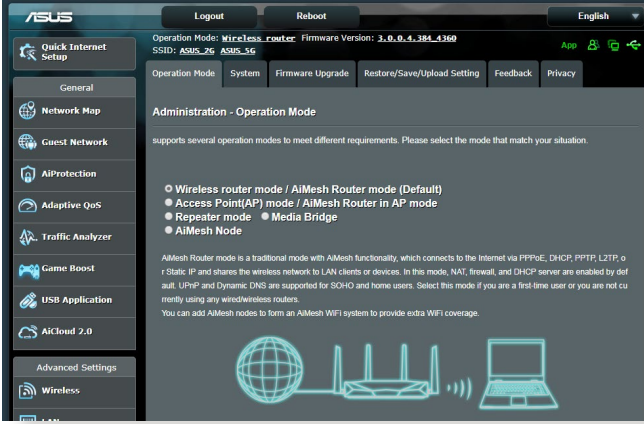 ASUS
Logout
Reboot
English
Quick Internet
Setup
General
Network Map
Guest Network
AiProtection
Adaptive QoS
Traffic Analyzer
Game Boost
USB Application
AiCloud 2.0
Advanced Settings
Wireless
LAN
Operation Mode: Wireless router Firmware Version: 3.0.0.4.384_4360
SSID: ASUS_2G ASUS_5G
App
Operation Mode
System
Firmware Upgrade
Restore/Save/Upload Setting
Feedback
Privacy
Administration - Operation Mode
supports several operation modes to meet different requirements. Please select the mode that match your situation.
Wireless router mode / AiMesh Router mode (Default)
Access Point(AP) mode / AiMesh Router in AP mode
Repeater mode Media Bridge
AiMesh Node
AiMesh Router mode is a traditional mode with AiMesh functionality, which connects to the Internet via PPPoE, DHCP, PPTP, L2TP, o
r Static IP and shares the wireless network to LAN clients or devices. In this mode, NAT, firewall, and DHCP server are enabled by def
ault. UPnP and Dynamic DNS are supported for SOHO and home users. Select this mode if you are a first-time user or you are not cu
rrently using any wired/wireless routers.
You can add AiMesh nodes to form an AiMesh WiFi system to provide extra WiFi coverage.